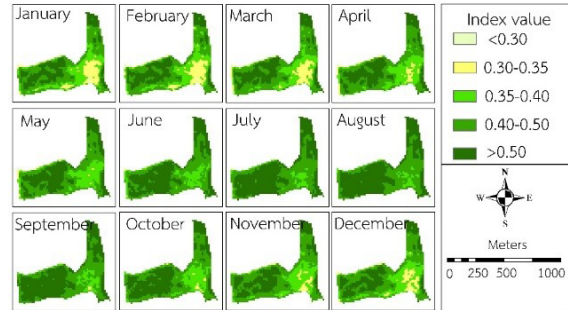 January
February
March
April
May
June
July
August
September
October
November
December
Index value
<0.30
0.30-0.35
0.35-0.40
0.40-0.50
>0.50
N
W E
S
Meters
0 250 500 1000